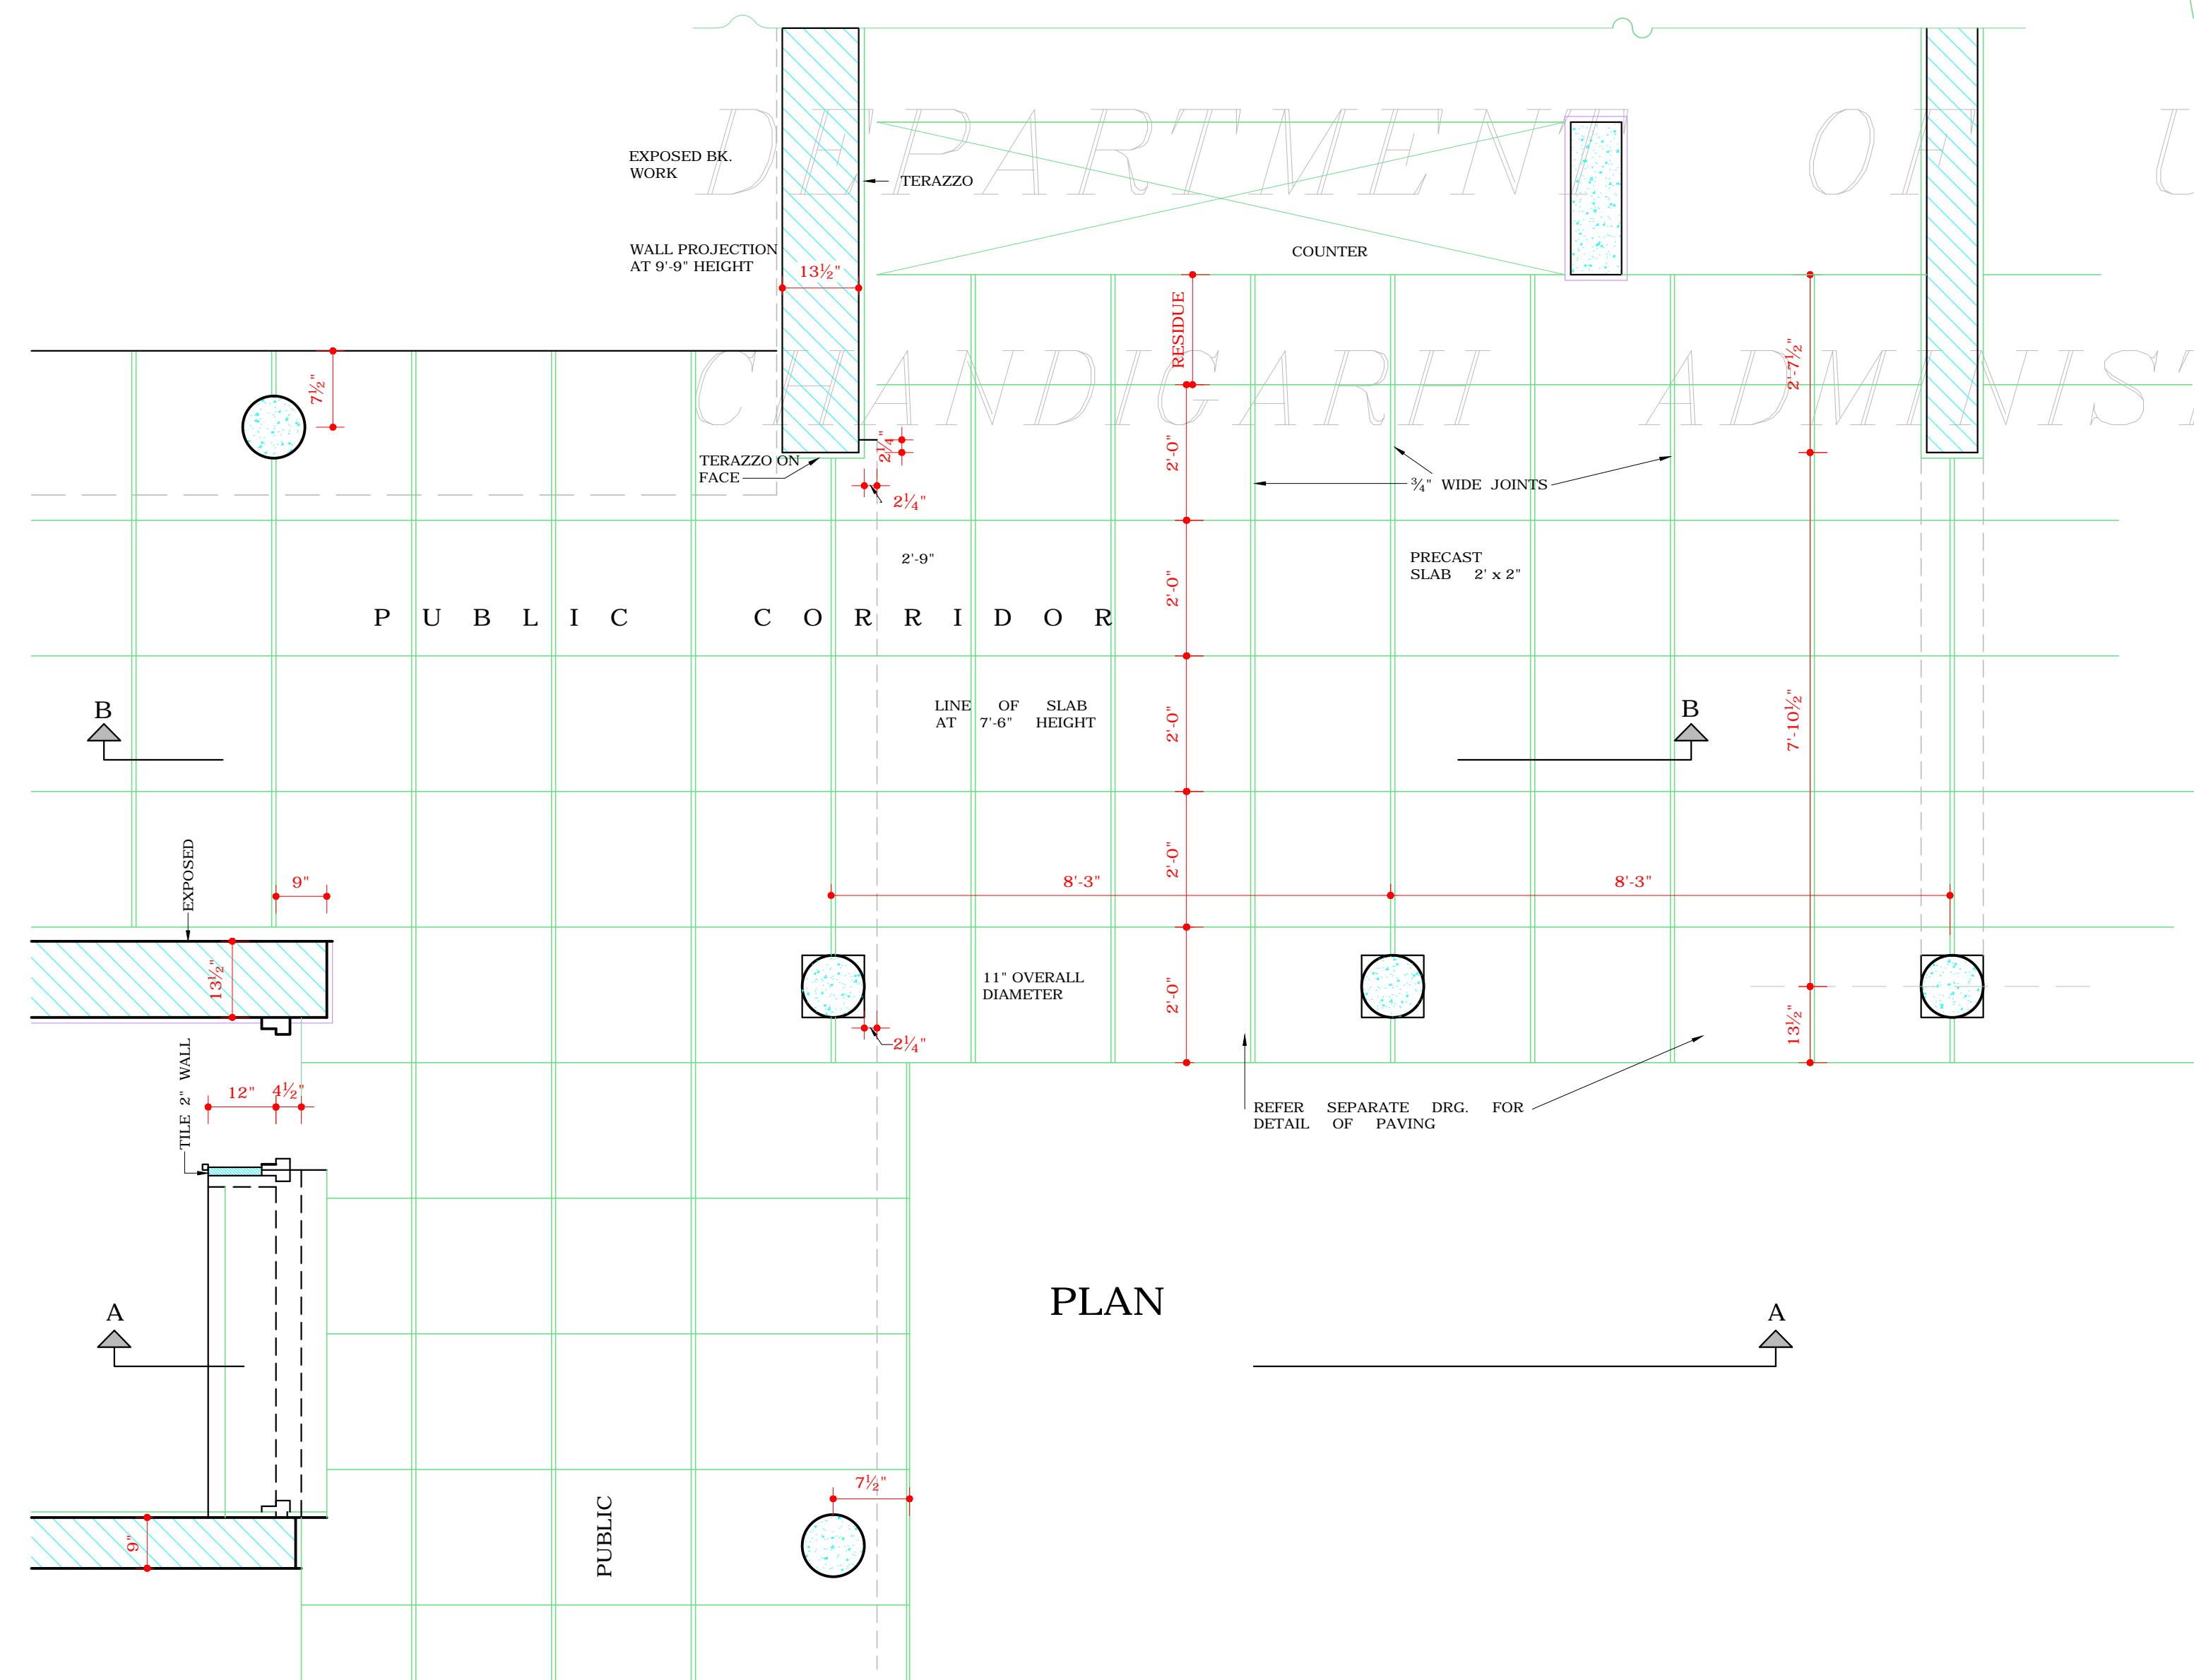 DEPARTMENT OF U
EXPOSED BK.
WORK
TERAZZO
WALL PROJECTION
AT 9'-9" HEIGHT
13½"
COUNTER
RESIDUE
CHANDIGARH ADMINIST
2'-7½"
7½"
2¼"
2'-0"
TERAZZO ON
FACE
¾" WIDE JOINTS
2¼"
2'-9"
PRECAST
SLAB 2' x 2"
2'-0"
PUBLIC CORRIDOR
B
B
LINE OF SLAB
AT 7'-6" HEIGHT
2'-0"
7'-10½"
EXPOSED
9"
2'-0"
8'-3"
8'-3"
13½"
11" OVERALL
DIAMETER
2'-0"
13½"
2¼"
TILE 2" WALL
12"
4½"
REFER SEPARATE DRG. FOR
DETAIL OF PAVING
PLAN
A
A
7½"
PUBLIC
9"